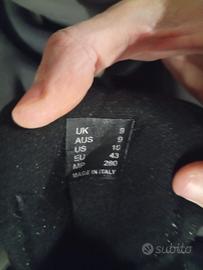 UK 9
AUS 9
US 10
EU 43
MP 280
MADE IN ITALY
subito